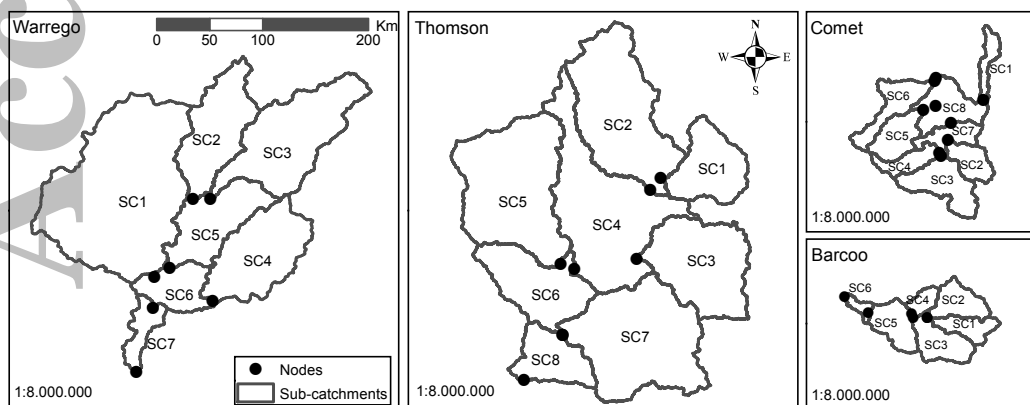 Warrego
Km
0 50 100 200
SC2
SC3
SC1
SC5
SC4
SC6
SC7
Nodes
Sub-catchments
1:8.000.000
Thomson
N
W E
S
SC2
SC1
SC5
SC4
SC3
SC6
SC7
SC8
1:8.000.000
Comet
SC1
SC6
SC8
SC7
SC5
SC4
SC2
SC3
1:8.000.000
Barcoo
SC6
SC4
SC2
SC5
SC1
SC3
1:8.000.000
Acc